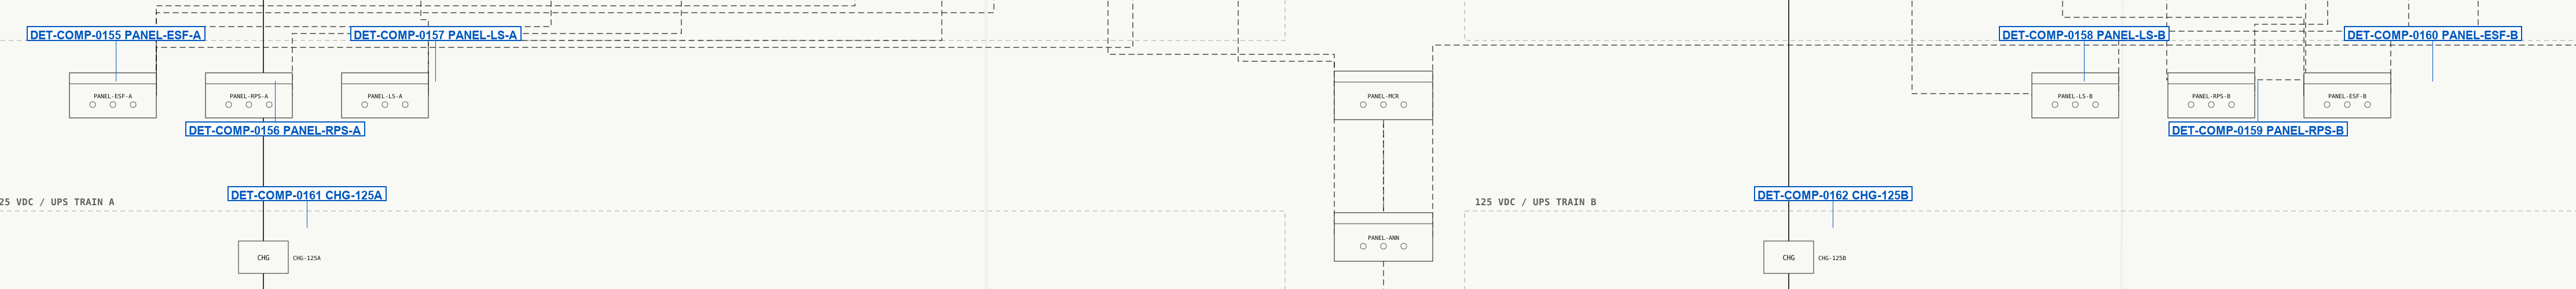 DET-COMP-0155 PANEL-ESF-A
DET-COMP-0157 PANEL-LS-A
DET-COMP-0158 PANEL-LS-B
DET-COMP-0160 PANEL-ESF-B
PANEL-ESF-A
PANEL-RPS-A
PANEL-LS-A
PANEL-MCR
PANEL-LS-B
PANEL-RPS-B
PANEL-ESF-B
DET-COMP-0156 PANEL-RPS-A
DET-COMP-0159 PANEL-RPS-B
DET-COMP-0161 CHG-125A
DET-COMP-0162 CHG-125B
25 VDC / UPS TRAIN A
125 VDC / UPS TRAIN B
PANEL-ANN
CHG
CHG-125A
CHG
CHG-125B